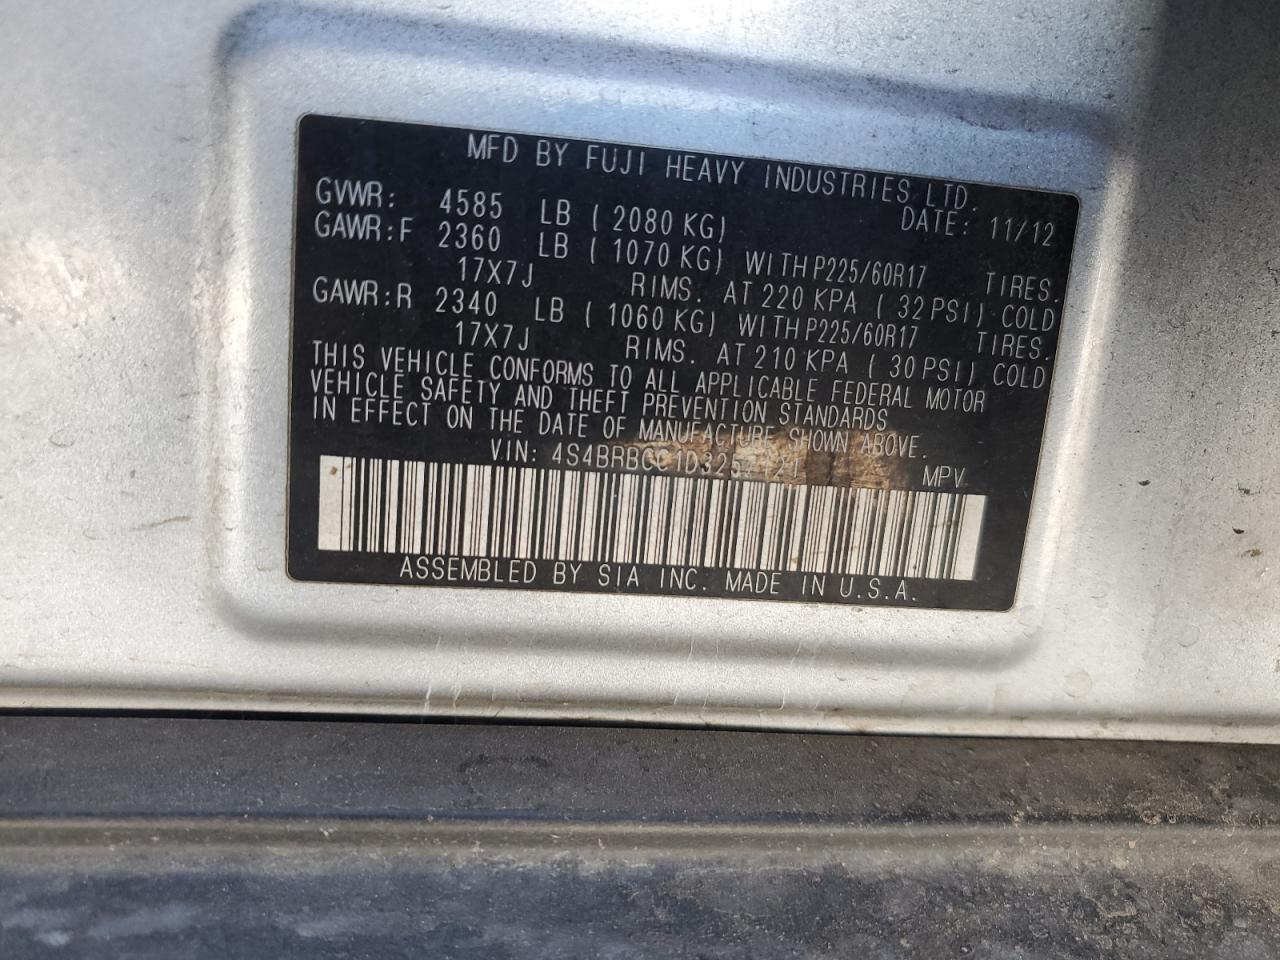 MFD BY FUJI HEAVY INDUSTRIES LTD.
GVWR: 4585 LB ( 2080 KG) DATE: 11/12
GAWR:F 2360 LB ( 1070 KG) WITH P225/60R17 TIRES.
17X7J RIMS. AT 220 KPA ( 32 PSI) COLD
GAWR:R 2340 LB ( 1060 KG) WITH P225/60R17 TIRES.
17X7J RIMS. AT 210 KPA ( 30 PSI) COLD
THIS VEHICLE CONFORMS TO ALL APPLICABLE FEDERAL MOTOR
VEHICLE SAFETY AND THEFT PREVENTION STANDARDS
IN EFFECT ON THE DATE OF MANUFACTURE SHOWN ABOVE.
VIN: MPV
ASSEMBLED BY SIA INC. MADE IN U.S.A.